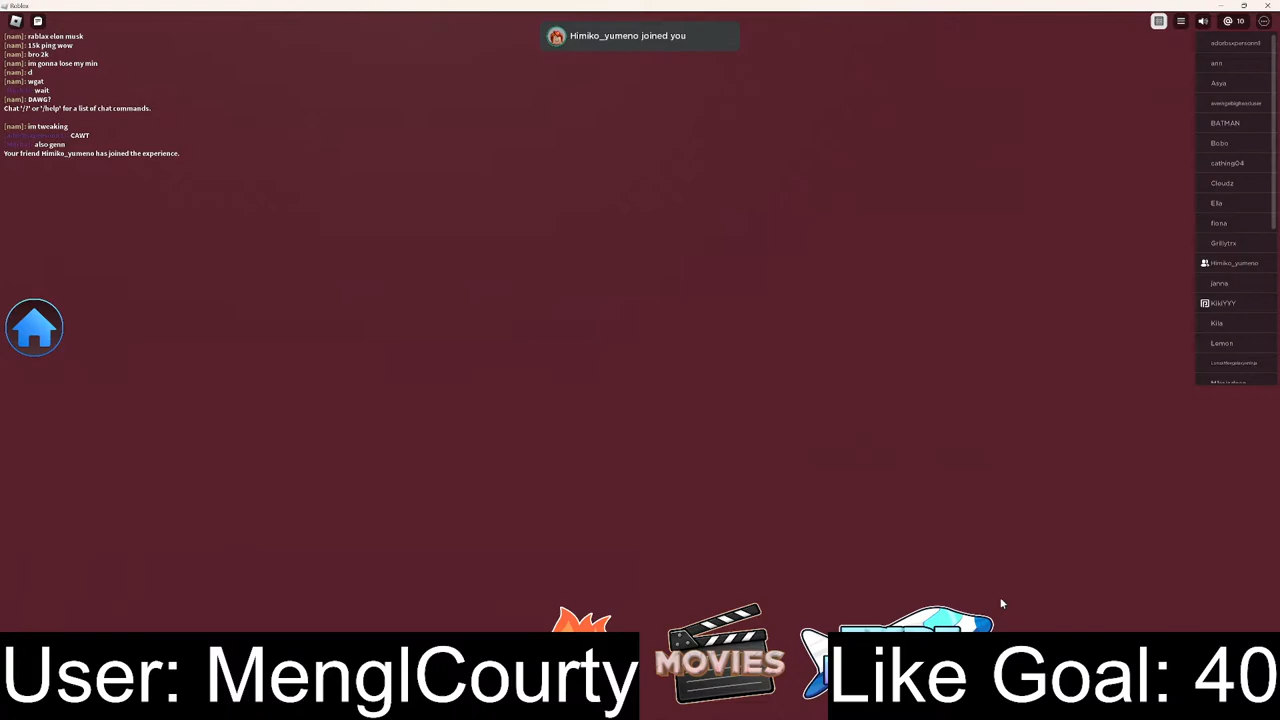 Roblox
Himiko_yumeno joined you
10
[nam]: rablax elon musk
[nam]: 15k ping wow
[nam]: bro 2k
[nam]: im gonna lose my min
[nam]: d
[nam]: wgat
wait
[nam]: DAWG?
Chat '/?' or '/help' for a list of chat commands.
[nam]: im tweaking
CAWT
also genn
Your friend Himiko_yumeno has joined the experience.
ann
Asya
BATMAN
Bobo
cathing04
Cloudz
Ella
fiona
Grillytrx
Himiko_yumeno
janna
KikiYYY
Kila
Lemon
MOVIES
User: MenglCourty
Like Goal: 40